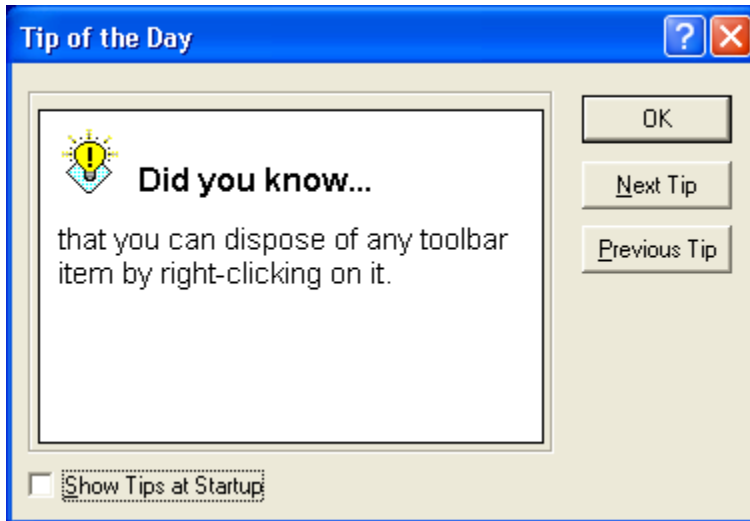 Tip of the Day
Did you know...
that you can dispose of any toolbar
item by right-clicking on it.
OK
Next Tip
Previous Tip
Show Tips at Startup